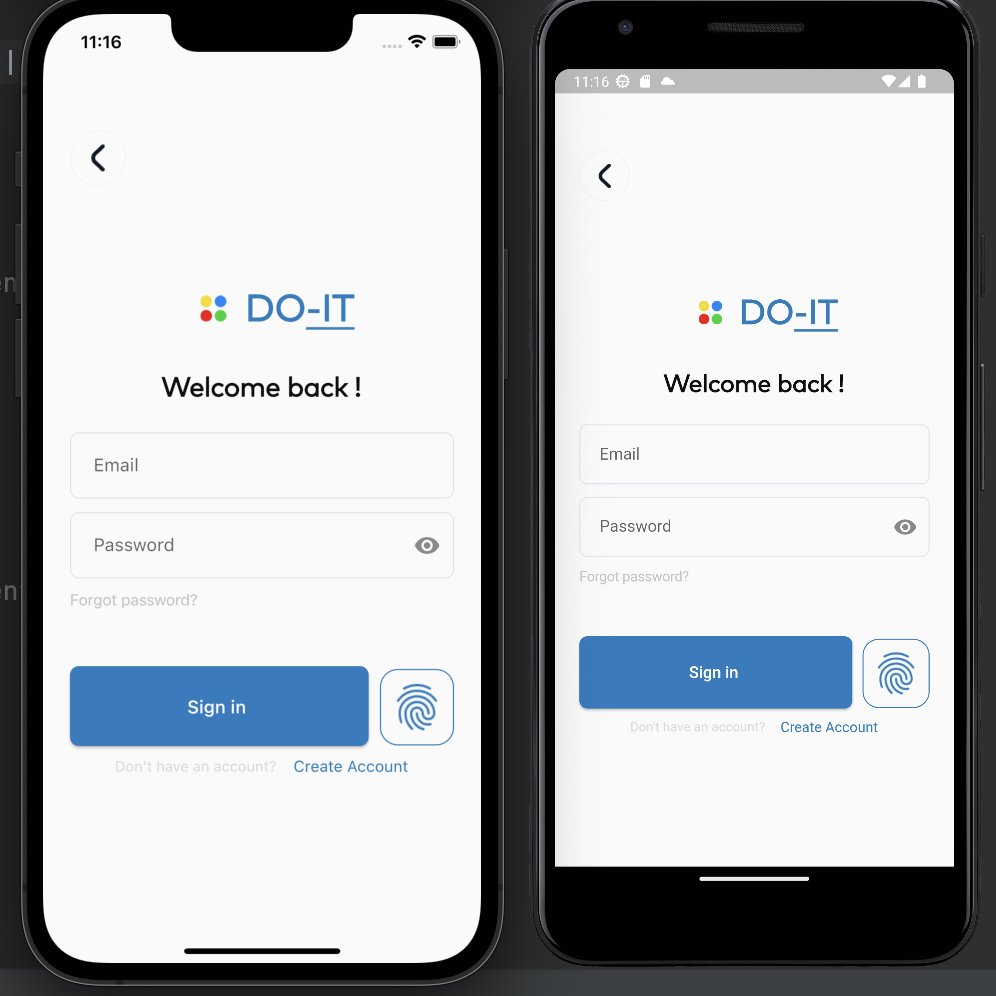 11:16
DO-IT
Welcome back !
Email
Password
Forgot password?
Sign in
Don't have an account? Create Account
11:16
DO-IT
Welcome back !
Email
Password
Forgot password?
Sign in
Don't have an account? Create Account